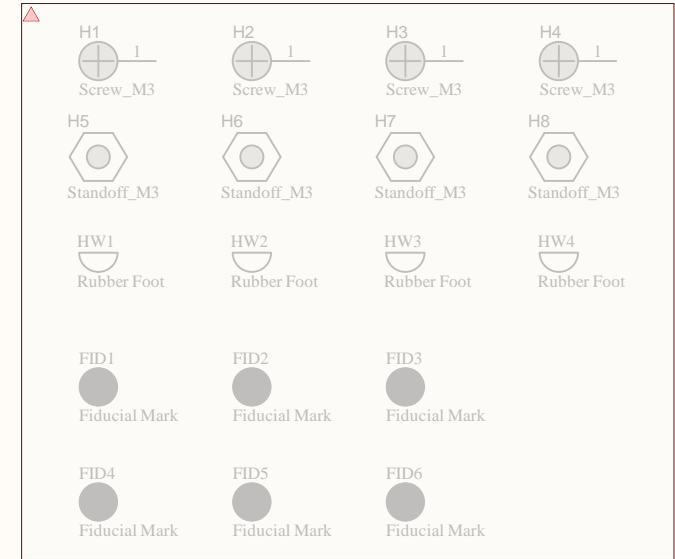 H1 H2 H3 H4
1 1 1 1
Screw_M3 Screw_M3 Screw_M3 Screw_M3
H5 H6 H7 H8
Standoff_M3 Standoff_M3 Standoff_M3 Standoff_M3
HW1 HW2 HW3 HW4
Rubber Foot Rubber Foot Rubber Foot Rubber Foot
FID1 FID2 FID3
Fiducial Mark Fiducial Mark Fiducial Mark
FID4 FID5 FID6
Fiducial Mark Fiducial Mark Fiducial Mark